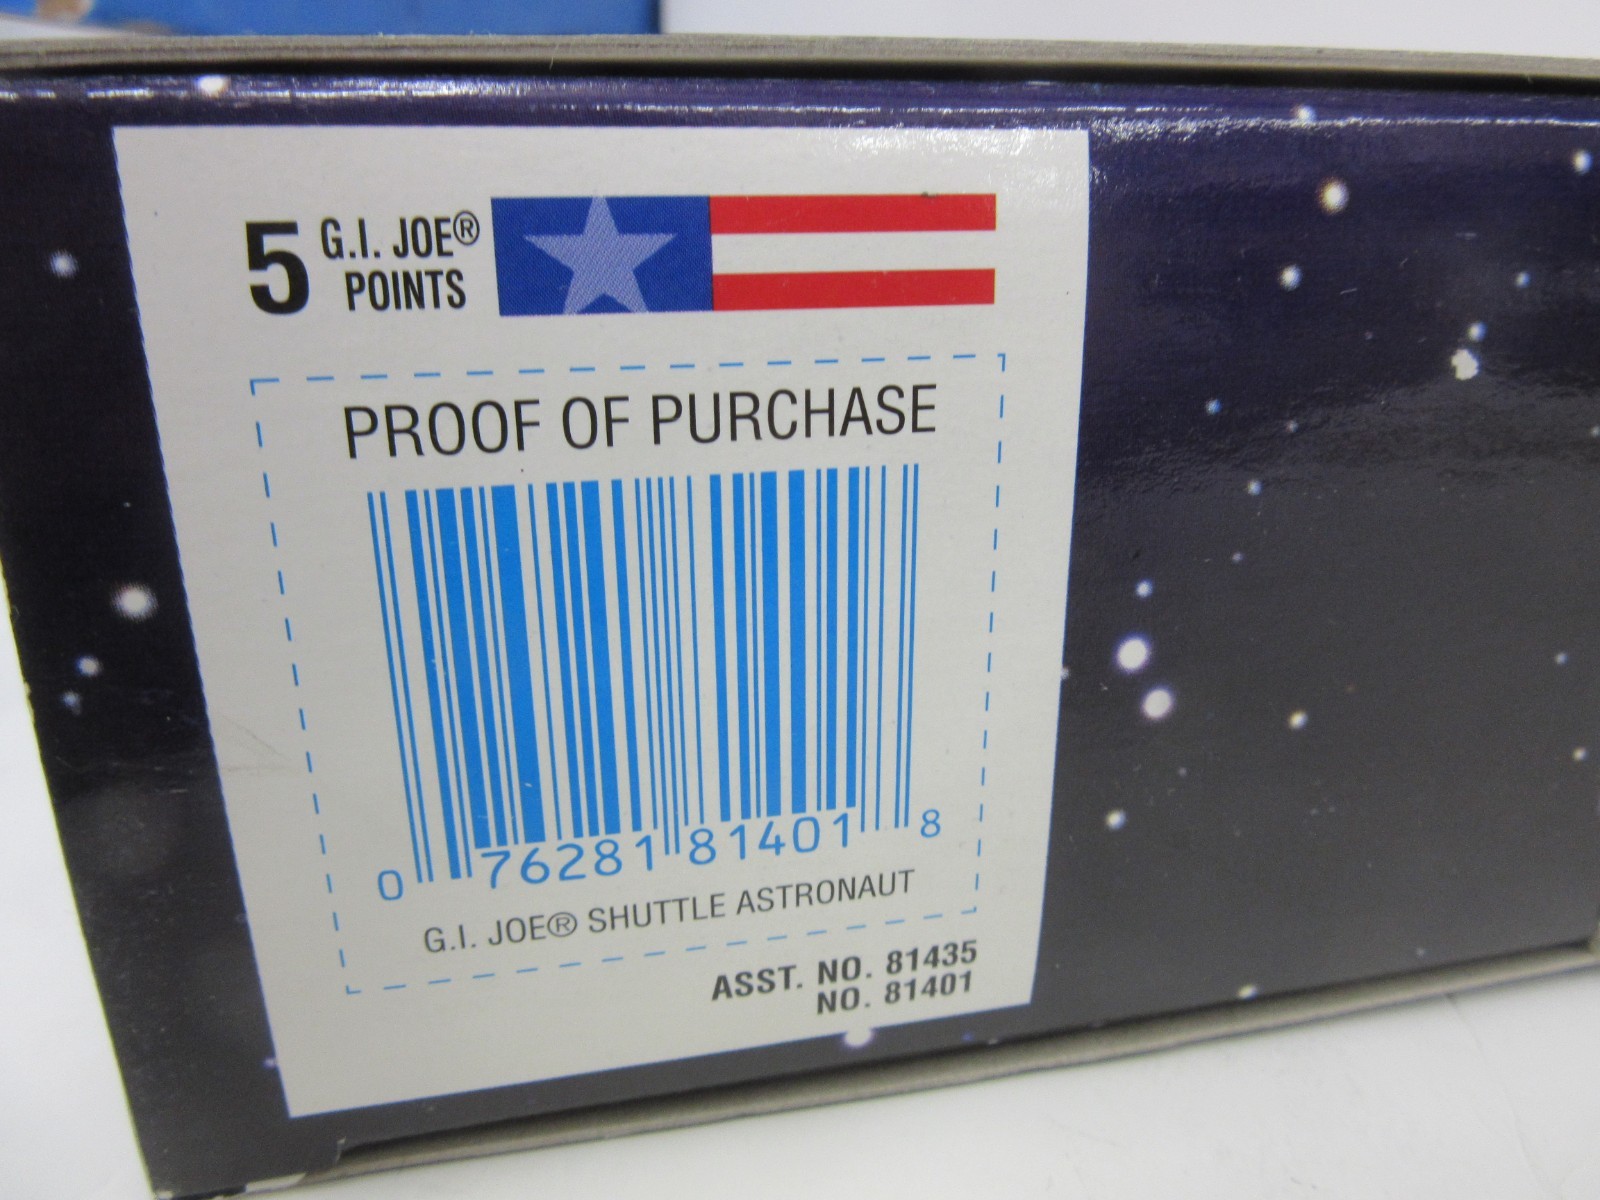 5 G.I. JOE®
POINTS
PROOF OF PURCHASE
0 76281 81401 8
G.I. JOE® SHUTTLE ASTRONAUT
ASST. NO. 81435
NO. 81401